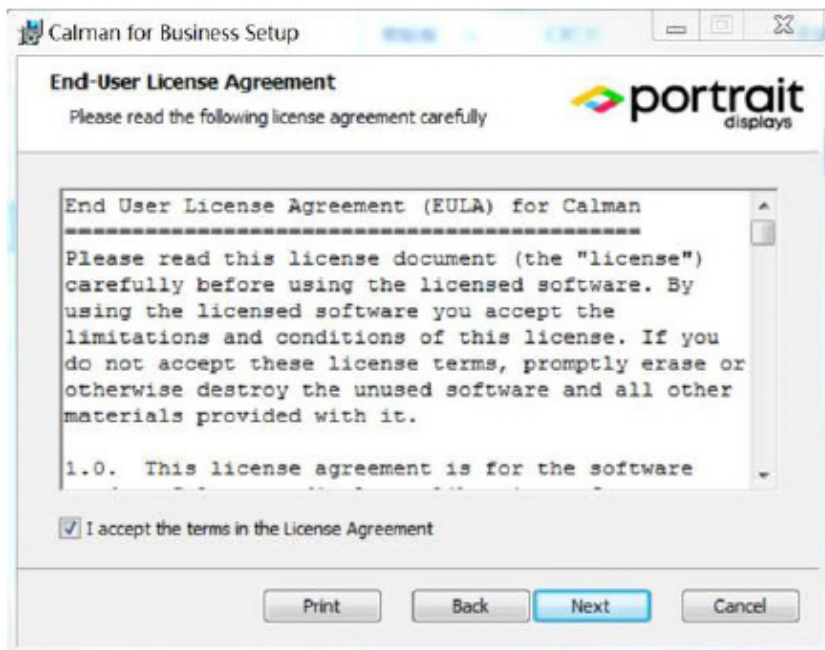 Calman for Business Setup
End-User License Agreement
Please read the following license agreement carefully
portrait
displays
End User License Agreement (EULA) for Calman
================================================
Please read this license document (the "license")
carefully before using the licensed software. By
using the licensed software you accept the
limitations and conditions of this license. If you
do not accept these license terms, promptly erase or
otherwise destroy the unused software and all other
materials provided with it.
1.0.  This license agreement is for the software
I accept the terms in the License Agreement
Print
Back
Next
Cancel